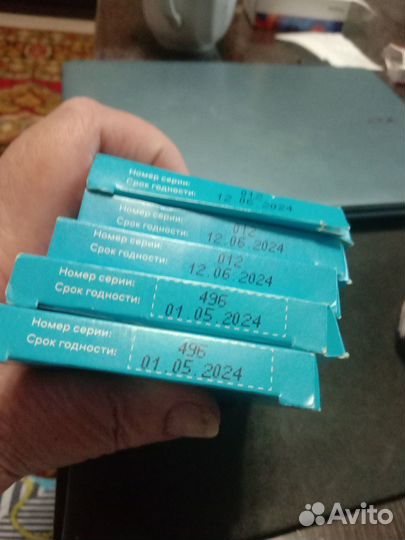 Номер серии: 012
Срок годности: 12.06.2024
Номер серии: 012
Срок годности: 12.06.2024
Номер серии: 012
Срок годности: 12.06.2024
Номер серии: 496
Срок годности: 01.05.2024
Номер серии: 496
Срок годности: 01.05.2024
Avito